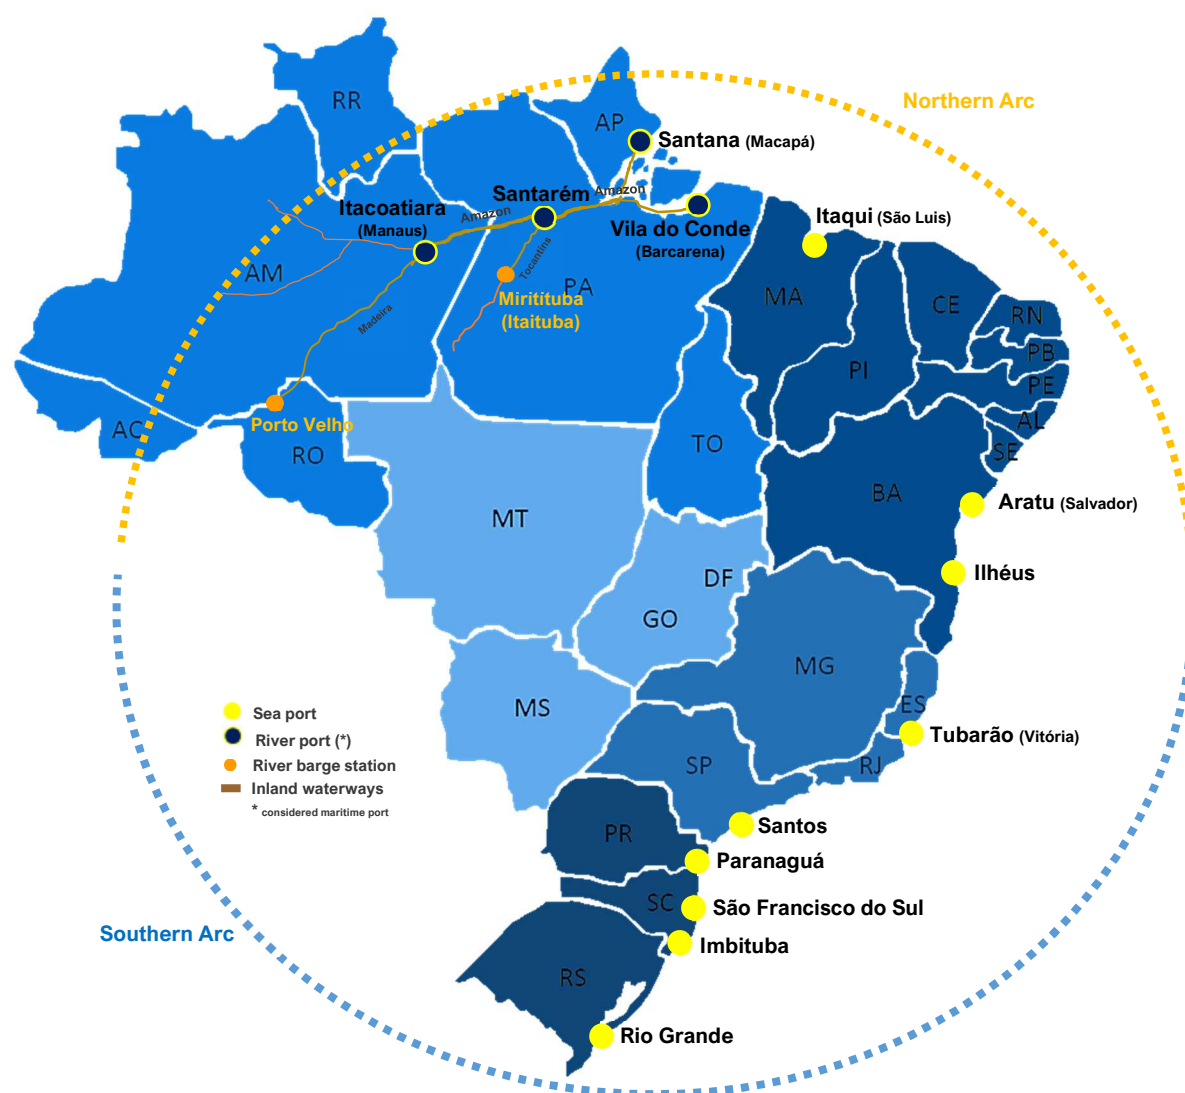 RR
Northern Arc
AP
Santana (Macapá)
Santarém
Amazon
Itacoatiara
(Manaus)
Amazon
Vila do Conde
(Barcarena)
Itaqui (São Luis)
AM
Tocantins
PA
Miritituba
(Itaituba)
MA
CE
RN
Madeira
PB
PI
PE
Porto Velho
AC
AL
RO
TO
SE
BA
Aratu (Salvador)
MT
Ilhéus
DF
GO
MG
MS
ES
Sea port
River port (*)
River barge station
Inland waterways
* considered maritime port
Tubarão (Vitória)
SP
RJ
Santos
PR
Paranaguá
SC
São Francisco do Sul
Southern Arc
Imbituba
RS
Rio Grande